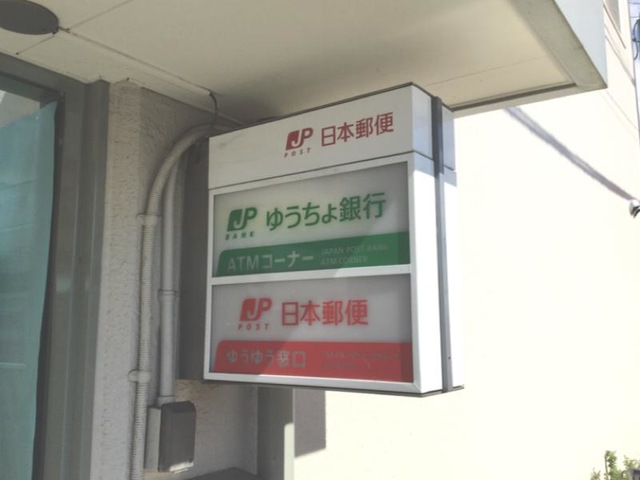 JP POST 日本郵便
JP BANK ゆうちょ銀行
ATMコーナー JAPAN POST BANK
ATM CORNER
JP POST 日本郵便
ゆうゆう窓口